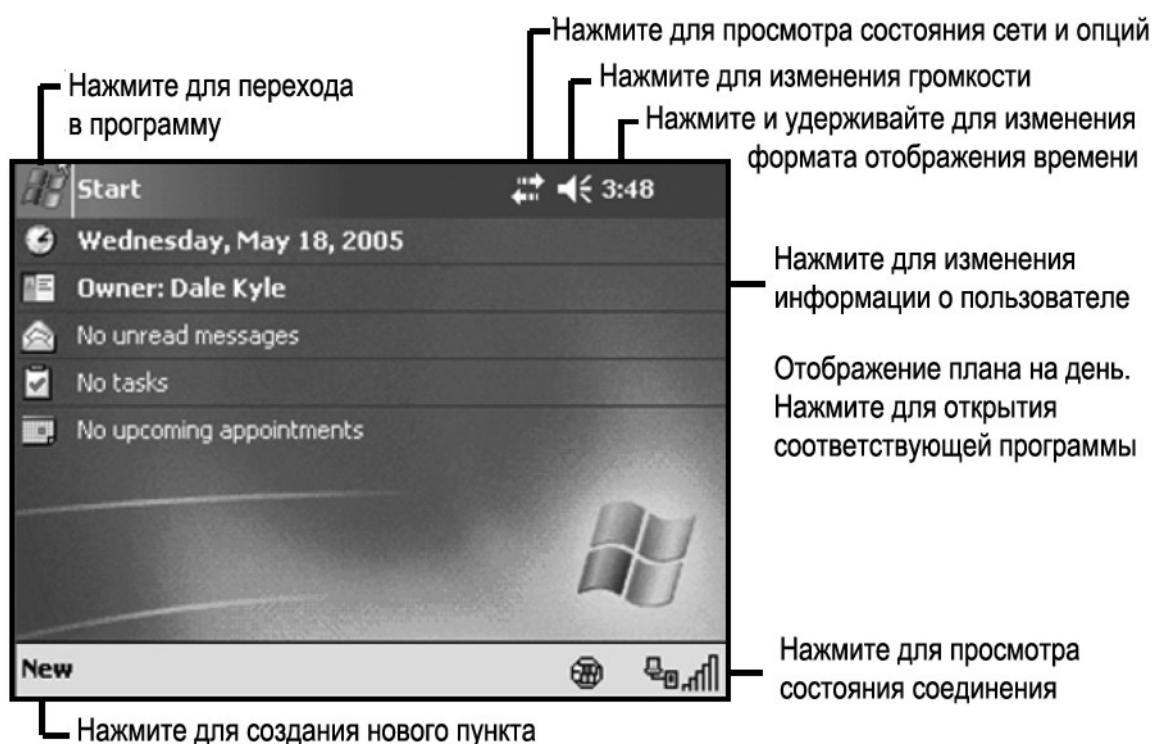 Нажмите для просмотра состояния сети и опций
Нажмите для перехода
в программу
Нажмите для изменения громкости
Нажмите и удерживайте для изменения
формата отображения времени
Start 3:48
Wednesday, May 18, 2005
Owner: Dale Kyle
No unread messages
No tasks
No upcoming appointments
Нажмите для изменения
информации о пользователе
Отображение плана на день.
Нажмите для открытия
соответствующей программы
New
Нажмите для просмотра
состояния соединения
Нажмите для создания нового пункта